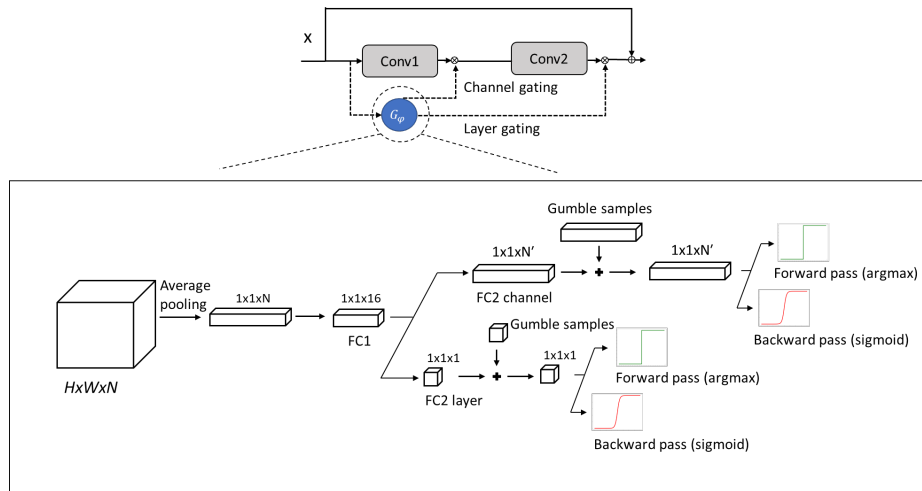 X
Conv1
Conv2
Channel gating
Gφ
Layer gating
Gumble samples
1x1xN'
1x1xN'
Forward pass (argmax)
Average
pooling
1x1xN
1x1x16
FC2 channel
FC1
Gumble samples
Backward pass (sigmoid)
1x1x1
1x1x1
Forward pass (argmax)
HxWxN
FC2 layer
Backward pass (sigmoid)